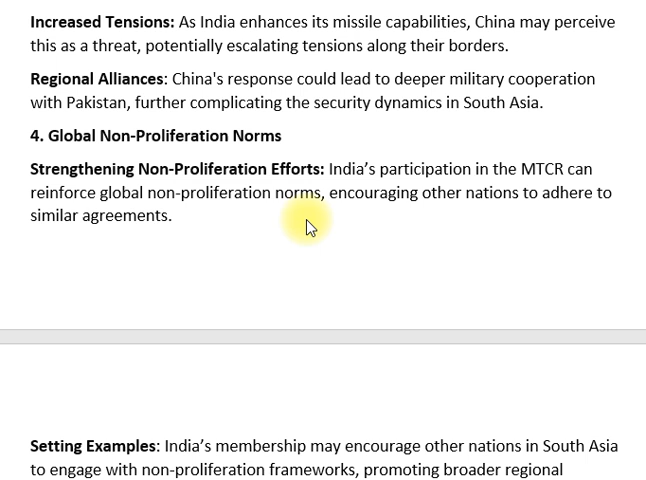 Increased Tensions: As India enhances its missile capabilities, China may perceive
this as a threat, potentially escalating tensions along their borders.
Regional Alliances: China's response could lead to deeper military cooperation
with Pakistan, further complicating the security dynamics in South Asia.
4. Global Non-Proliferation Norms
Strengthening Non-Proliferation Efforts: India’s participation in the MTCR can
reinforce global non-proliferation norms, encouraging other nations to adhere to
similar agreements.
Setting Examples: India’s membership may encourage other nations in South Asia
to engage with non-proliferation frameworks, promoting broader regional